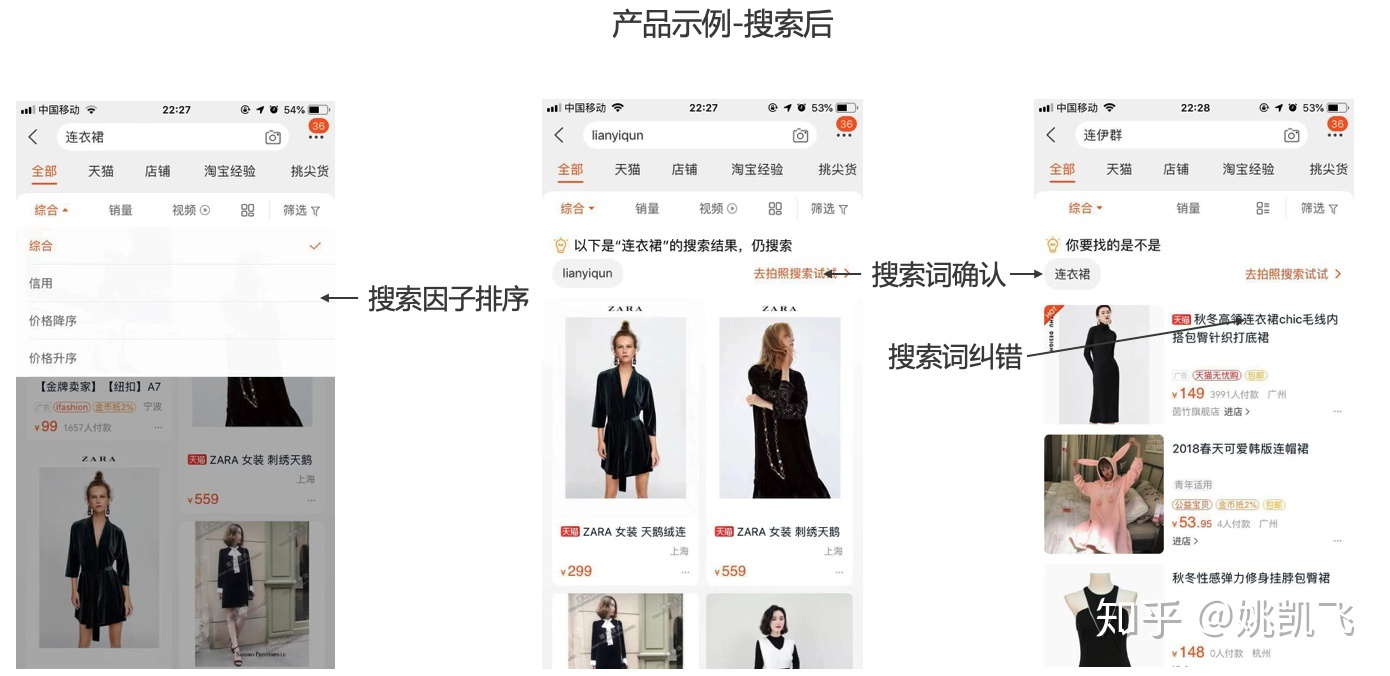 产品示例-搜索后
中国移动 22:27 54%
连衣裙 36
全部 天猫 店铺 淘宝经验 挑尖货
综合 销量 视频 筛选
综合
信用
价格降序
价格升序
【金牌卖家】【纽扣】A7
广告 ifashion 金币抵2% 宁波
¥99 1657人付款
ZARA
天猫 ZARA 女装 刺绣天鹅
上海
¥559
搜索因子排序
中国移动 22:27 53%
lianyiqun 36
全部 天猫 店铺 淘宝经验 挑尖货
综合 销量 视频 筛选
以下是“连衣裙”的搜索结果，仍搜索
lianyiqun 去拍照搜索试试
ZARA ZARA
天猫 ZARA 女装 天鹅绒连
上海
¥299
天猫 ZARA 女装 刺绣天鹅
上海
¥559
搜索词确认
搜索词纠错
中国移动 22:28 53%
连伊群 36
全部 天猫 店铺 淘宝经验 挑尖货
综合 销量 筛选
你要找的是不是
连衣裙 去拍照搜索试试
HOT
天猫 秋冬高领连衣裙chic毛线内
搭包臀针织打底裙
广告 天猫无忧购 包邮
¥149 3991人付款 广州
茵竹旗舰店 进店
2018春天可爱韩版连帽裙
青年适用
公益宝贝 金币抵2% 包邮
¥53.95 4人付款 广州
进店
秋冬性感弹力修身挂脖包臀裙
¥148 0人付款 杭州
知乎 @姚凯飞